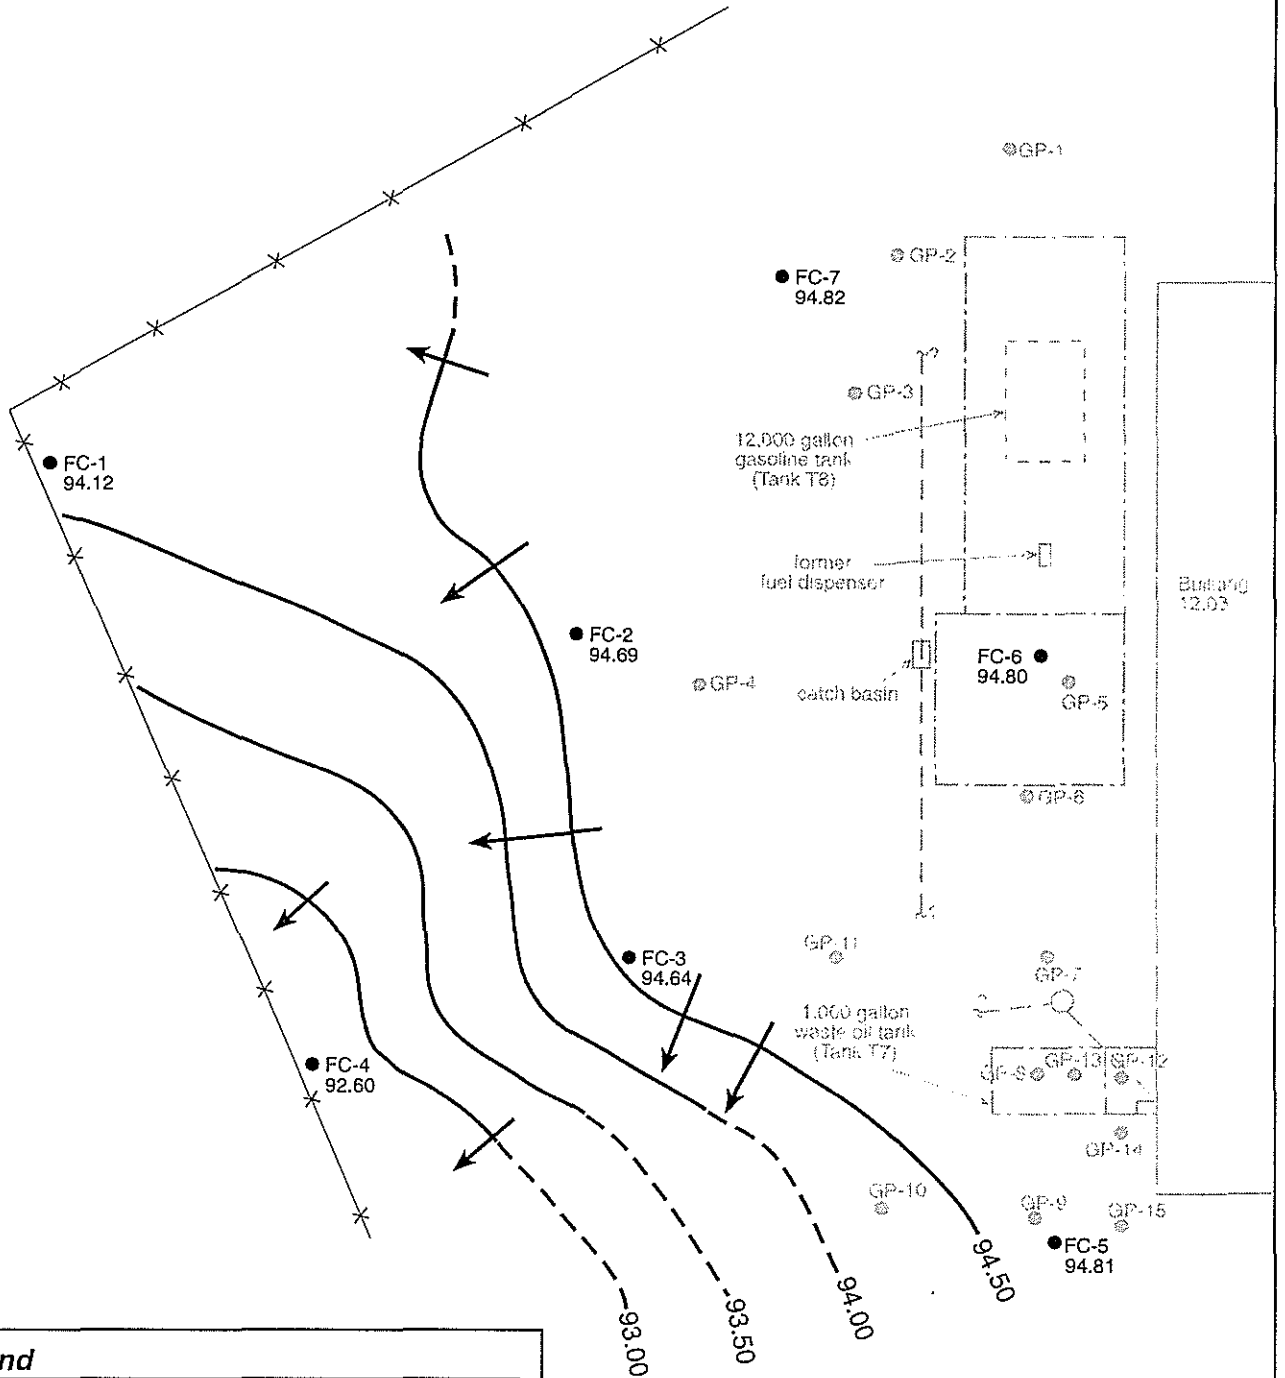 GP-1
GP-2
FC-7
94.82
GP-3
12,000 gallon
gasoline tank
(Tank T8)
FC-1
94.12
former
fuel dispenser
Building
12.03
FC-2
94.69
FC-6
94.80
GP-4
catch basin
GP-5
GP-6
GP-11
FC-3
94.64
GP-7
1,000 gallon
waste oil tank
(Tank T7)
GP-8
GP-13
GP-12
FC-4
92.60
GP-14
GP-10
GP-9
GP-15
FC-5
94.81
94.50
94.00
93.50
93.00
nd